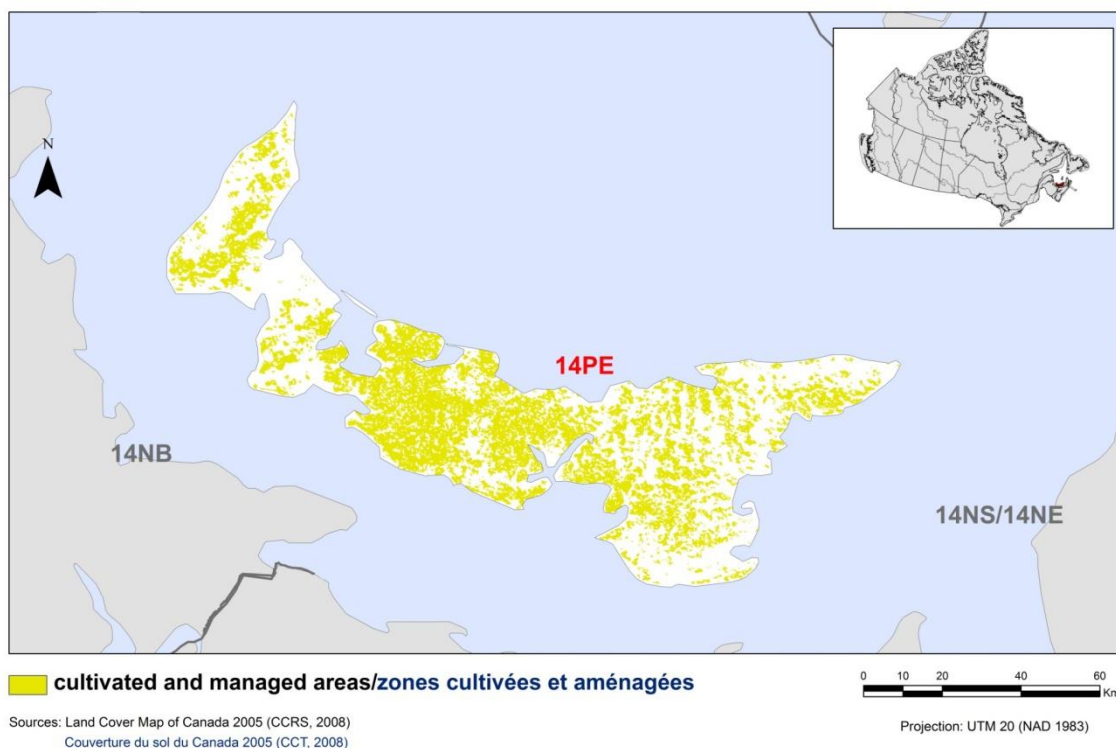 N
14PE
14NB
14NS/14NE
cultivated and managed areas/zones cultivées et aménagées
0 10 20 40 60
Km
Sources: Land Cover Map of Canada 2005 (CCRS, 2008)
Couverture du sol du Canada 2005 (CCT, 2008)
Projection: UTM 20 (NAD 1983)